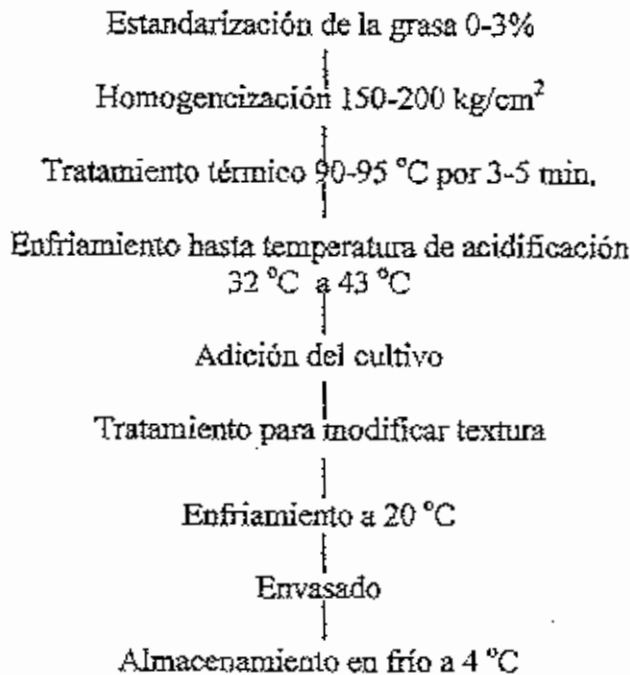 Estandarización de la grasa 0-3%
Homogencización 150-200 kg/cm²
Tratamiento térmico 90-95 °C por 3-5 min.
Enfriamiento hasta temperatura de acidificación
32 °C a 43 °C
Adición del cultivo
Tratamiento para modificar textura
Enfriamiento a 20 °C
Envasado
Almacenamiento en frío a 4 °C